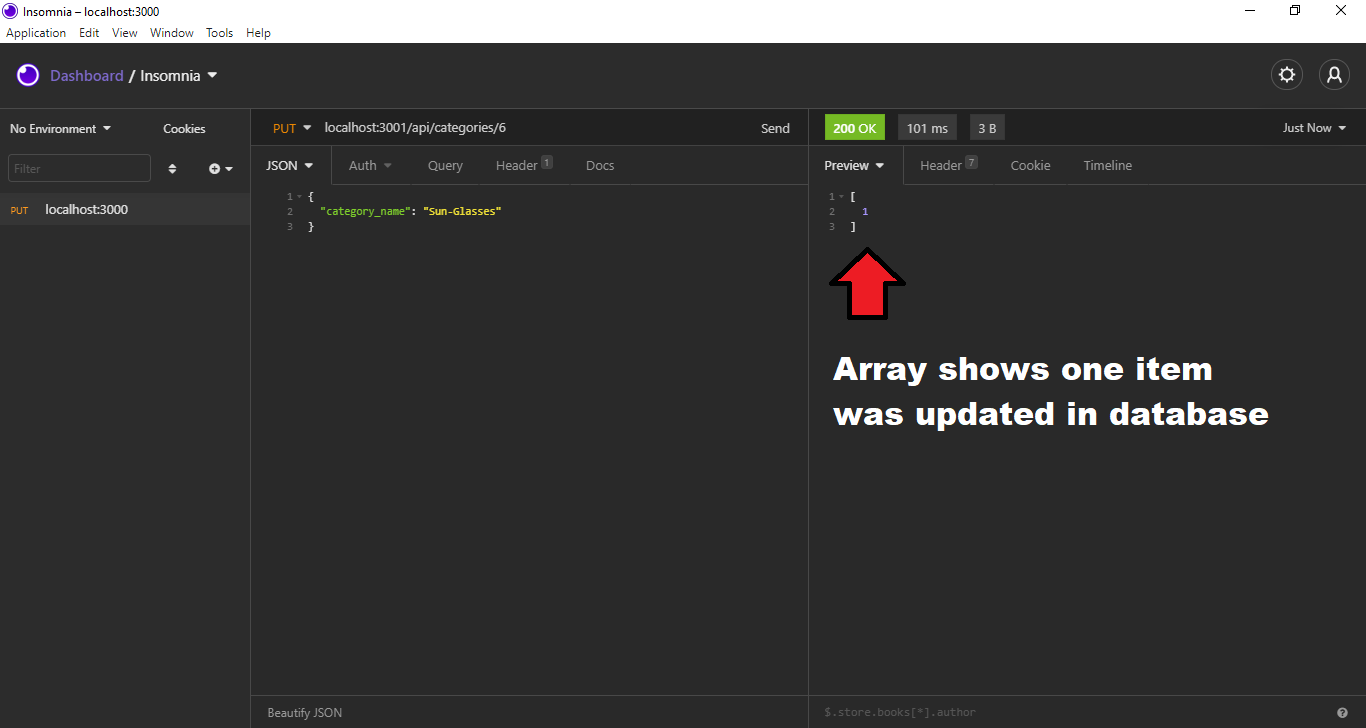 Insomnia – localhost:3000
Application Edit View Window Tools Help
Dashboard / Insomnia
No Environment Cookies
Filter
PUT localhost:3000
PUT localhost:3001/api/categories/6 Send
JSON Auth Query Header 1 Docs
1 {
2 "category_name": "Sun-Glasses"
3 }
Beautify JSON
200 OK 101 ms 3 B Just Now
Preview Header 7 Cookie Timeline
1 [
2 1
3 ]
Array shows one item
was updated in database
$.store.books[*].author